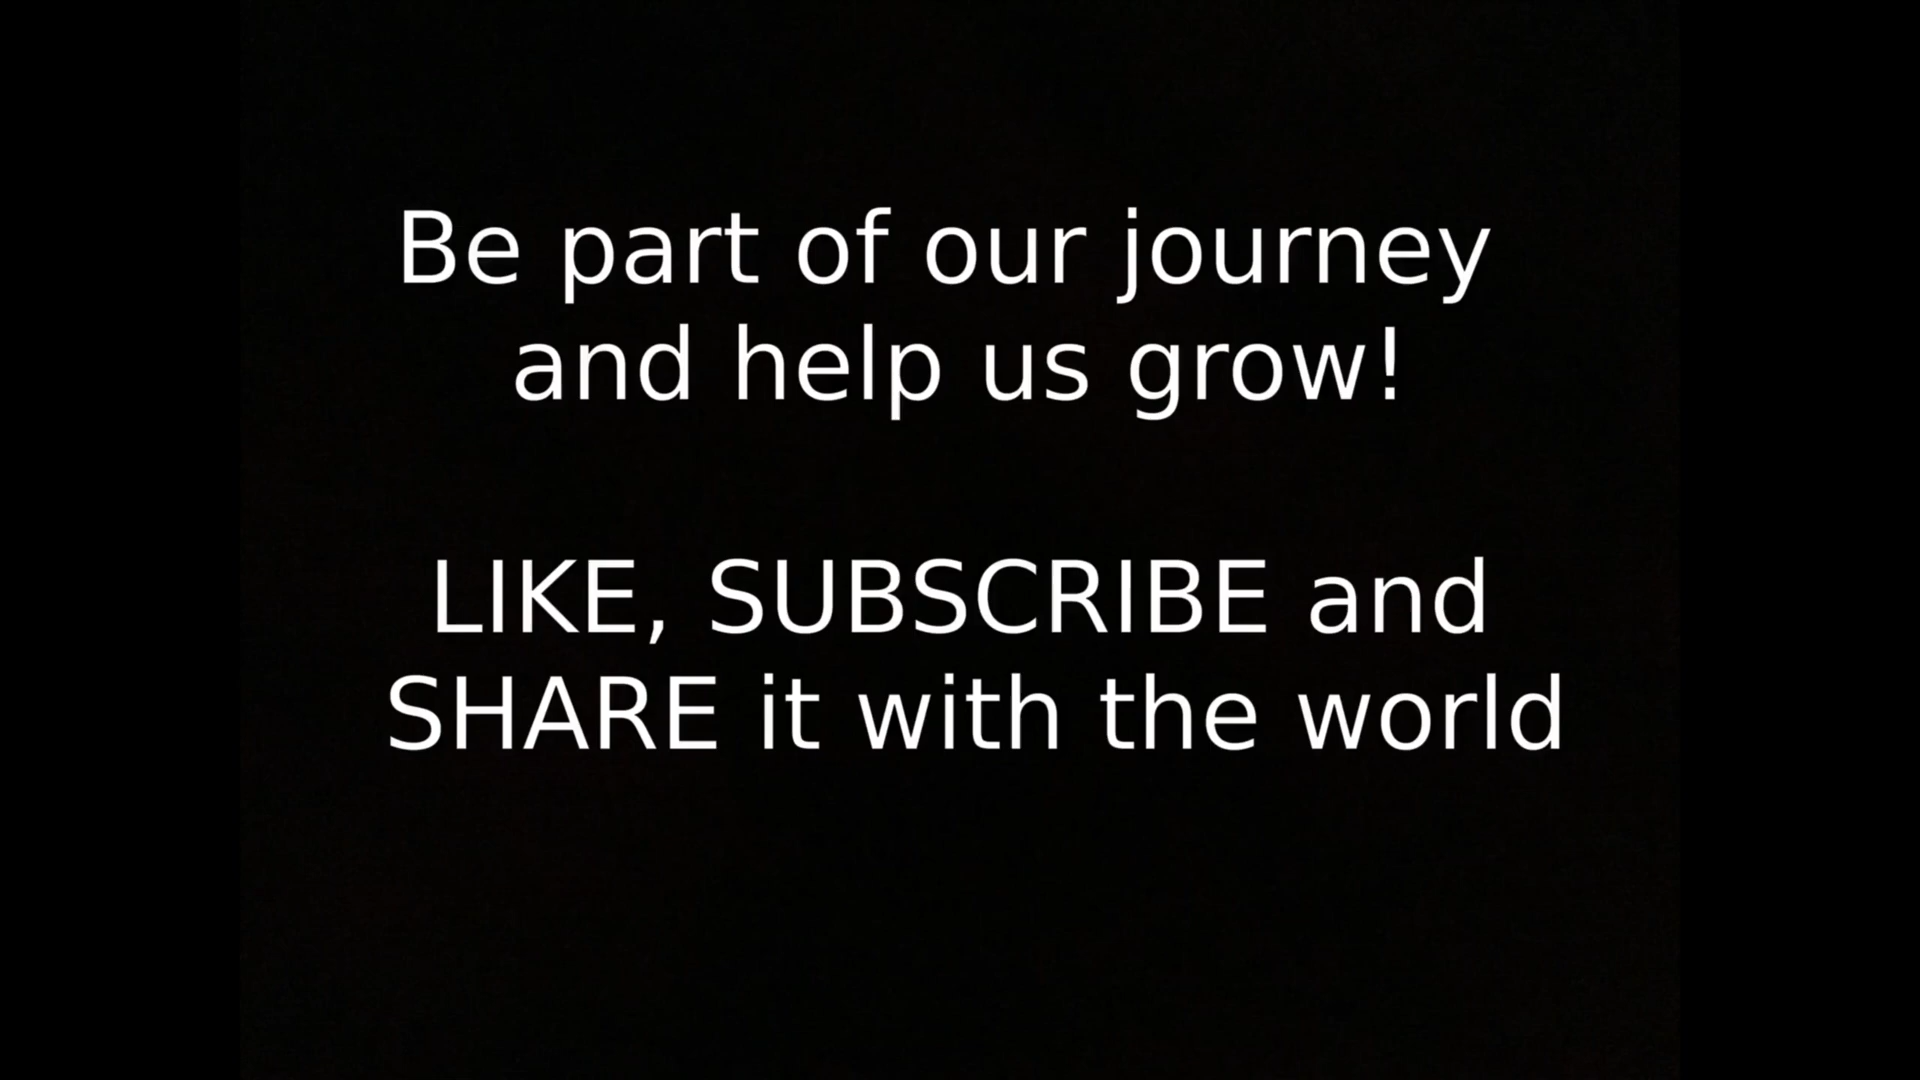 Be part of our journey
and help us grow!
LIKE, SUBSCRIBE and
SHARE it with the world